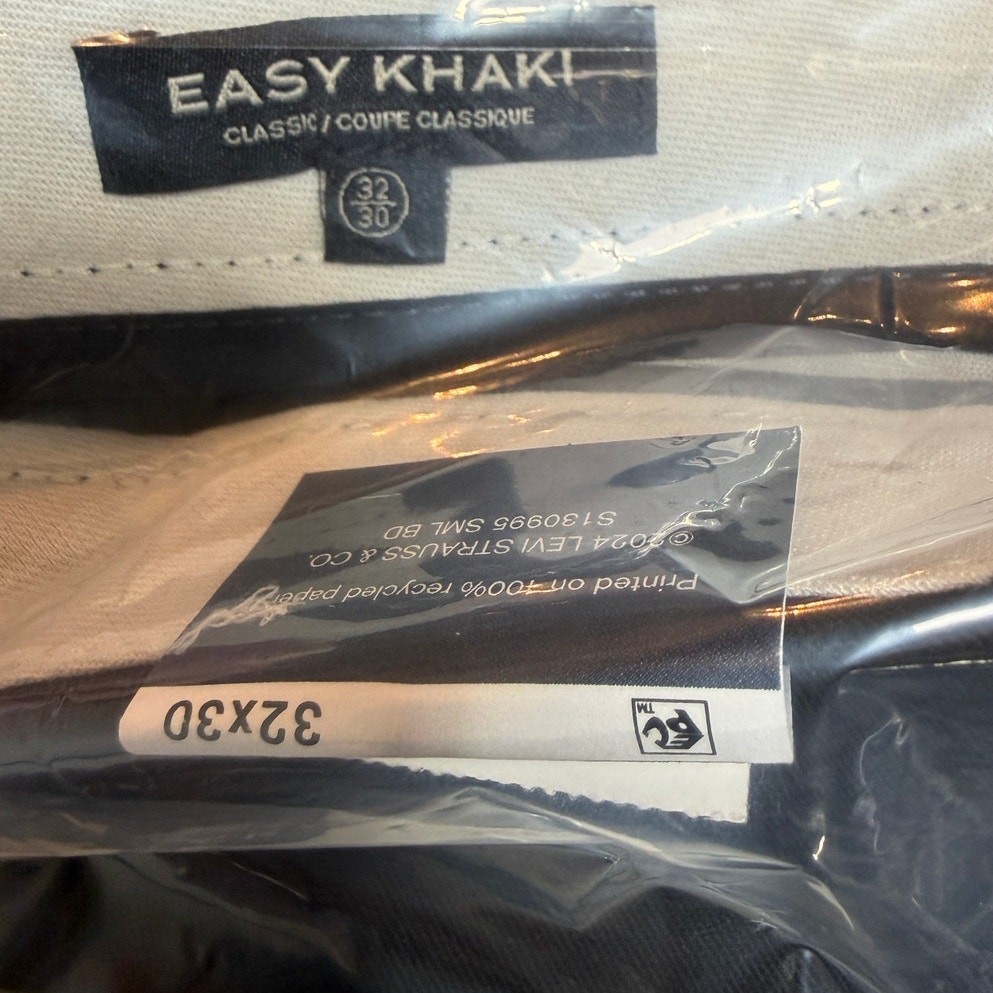 EASY KHAKI
CLASSIC / COUPE CLASSIQUE
32
30
32x30
Printed on 100% recycled paper
©2024 LEVI STRAUSS & CO.
S130995 SML BD